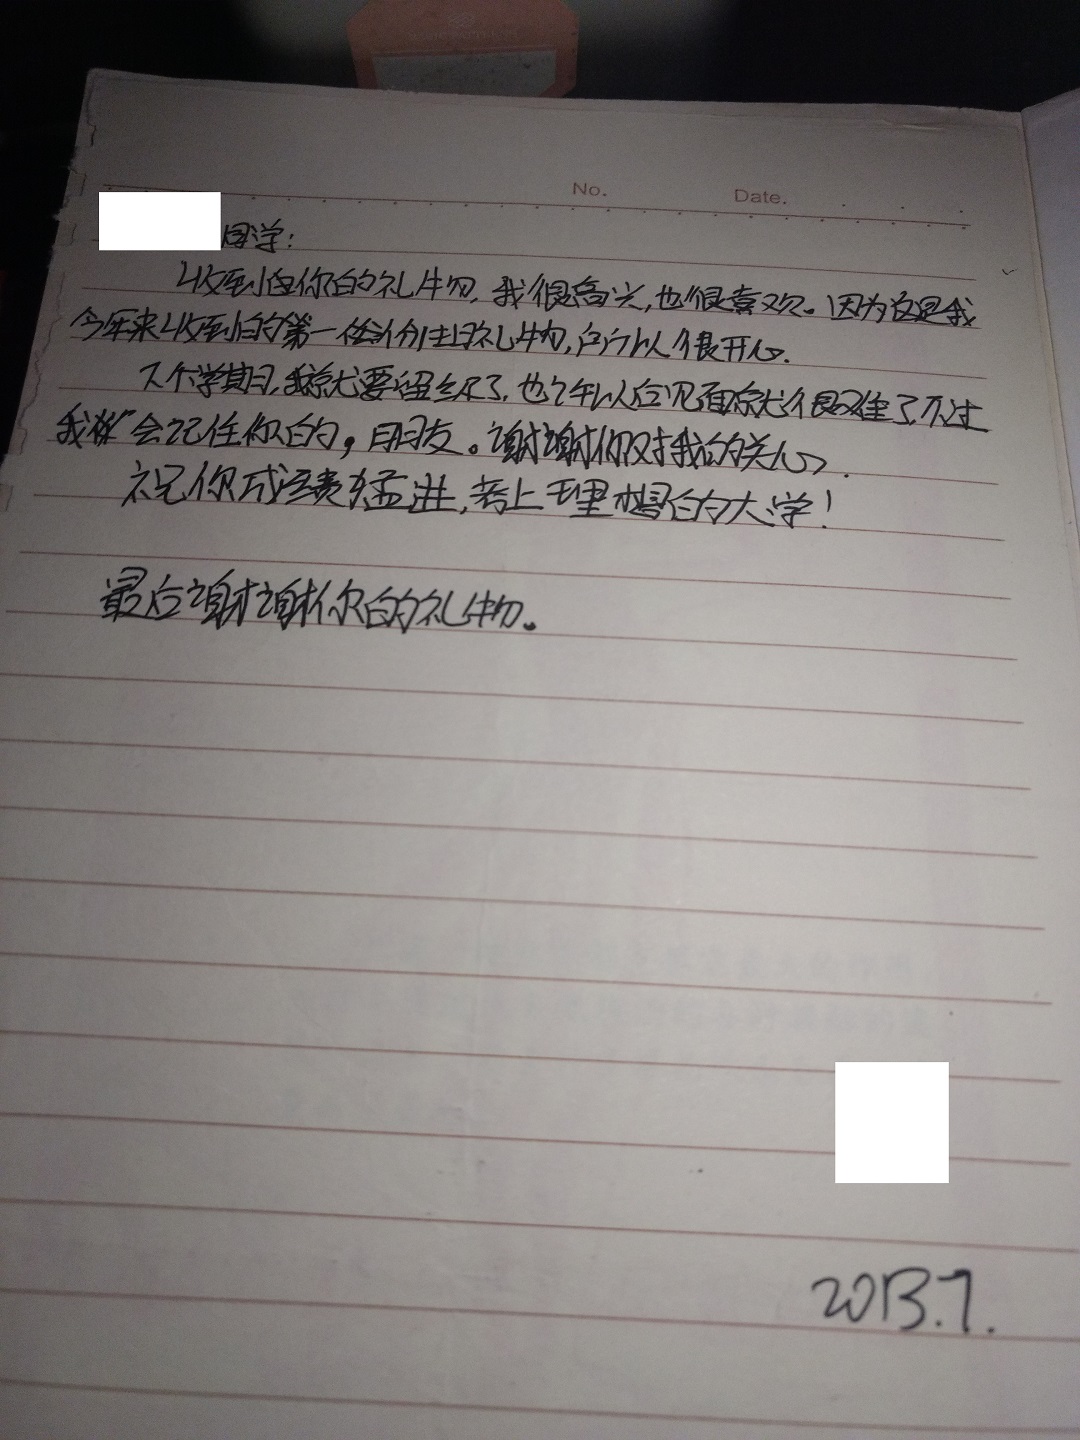 No. Date.
同学：
收到你的礼物，我很高兴，也很喜欢。因为这是我
今年来收到的第一份生日礼物，所以很开心.
下个学期，我就要留级了，也许以后见面就很难了，不过
我会记住你的，朋友。谢谢你对我的关心.
祝你成绩猛进，考上理想的大学！
最后谢谢你的礼物。
2013.7.